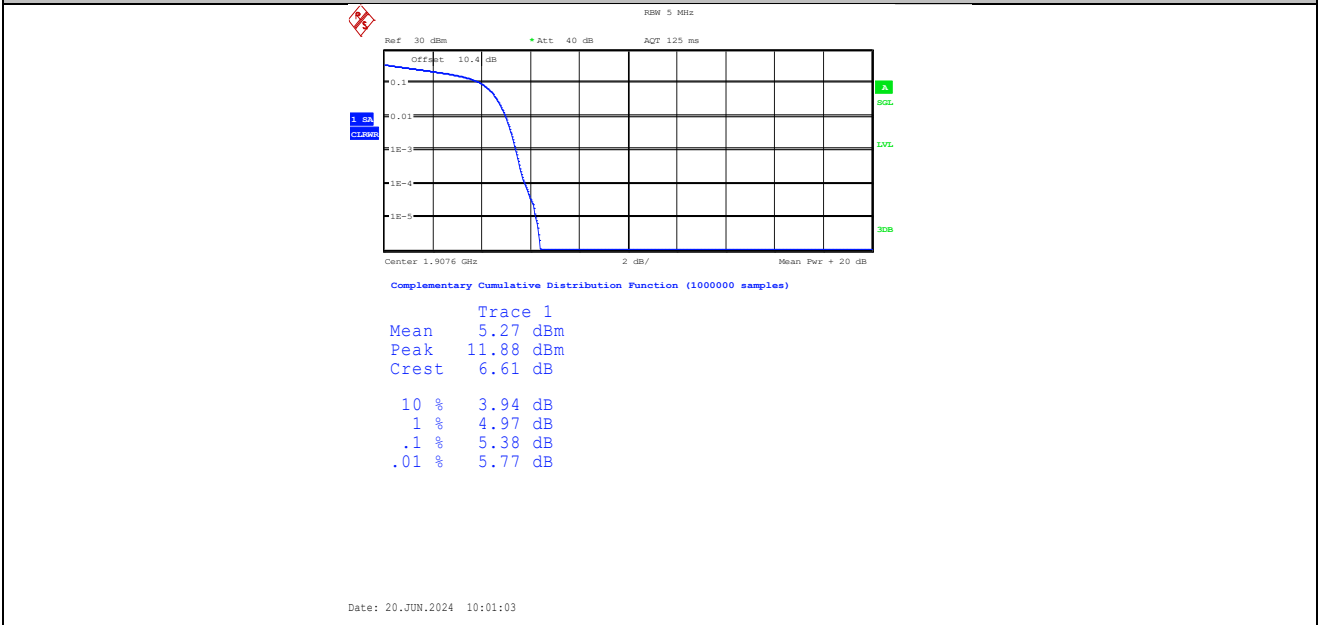 RBW 5 MHz
Ref 30 dBm * Att 40 dB AQT 125 ms
Offset 10.4 dB
0.1
A
SGL
0.01
1 SA
CLRWR
1E-3
LVL
1E-4
1E-5
3DB
Center 1.9076 GHz 2 dB/ Mean Pwr + 20 dB
Complementary Cumulative Distribution Function (1000000 samples)
Trace 1
Mean 5.27 dBm
Peak 11.88 dBm
Crest 6.61 dB
10 % 3.94 dB
1 % 4.97 dB
.1 % 5.38 dB
.01 % 5.77 dB
Date: 20.JUN.2024 10:01:03